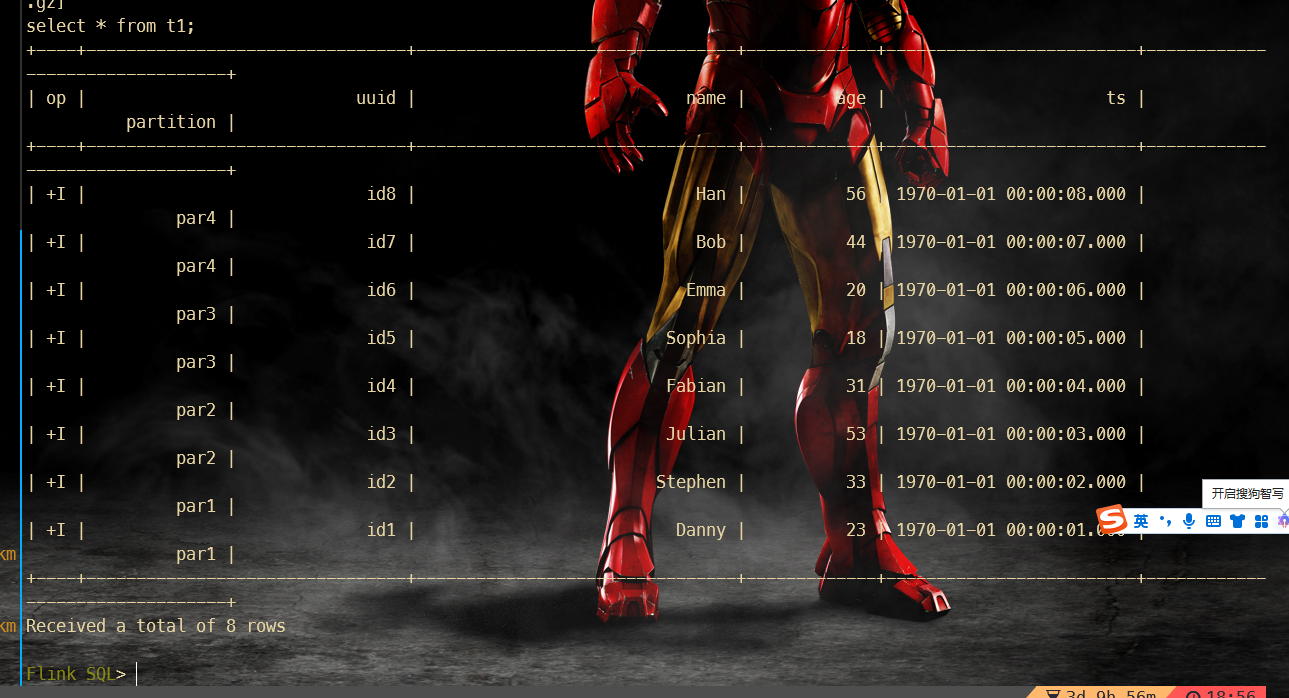 .gz]
select * from t1;
+----+--------------------------------+--------------------------------+-------------+-------------------------+------------
--------------------+
| op |                           uuid |                           name |         age |                      ts |
          partition |
+----+--------------------------------+--------------------------------+-------------+-------------------------+------------
--------------------+
| +I |                            id8 |                            Han |          56 | 1970-01-01 00:00:08.000 |
               par4 |
| +I |                            id7 |                            Bob |          44 | 1970-01-01 00:00:07.000 |
               par4 |
| +I |                            id6 |                           Emma |          20 | 1970-01-01 00:00:06.000 |
               par3 |
| +I |                            id5 |                         Sophia |          18 | 1970-01-01 00:00:05.000 |
               par3 |
| +I |                            id4 |                         Fabian |          31 | 1970-01-01 00:00:04.000 |
               par2 |
| +I |                            id3 |                         Julian |          53 | 1970-01-01 00:00:03.000 |
               par2 |
| +I |                            id2 |                        Stephen |          33 | 1970-01-01 00:00:02.000 |
               par1 |
| +I |                            id1 |                          Danny |          23 | 1970-01-01 00:00:01.000 |
km             par1 |
+----+--------------------------------+--------------------------------+-------------+-------------------------+------------
--------------------+
km Received a total of 8 rows
Flink SQL>
开启搜狗智写
英
3d 9h 56m 18:56